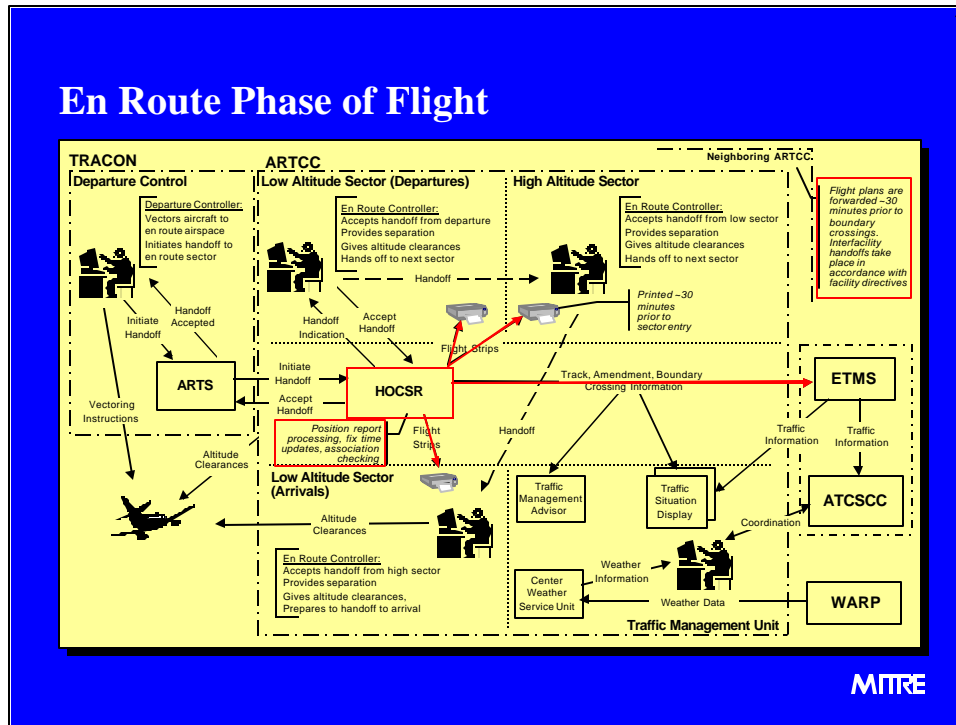 En Route Phase of Flight
TRACON
ARTCC
Neighboring ARTCC
Departure Control
Departure Controller:
Vectors aircraft to
en route airspace
Initiates handoff to
en route sector
Low Altitude Sector (Departures)
En Route Controller:
Accepts handoff from departure
Provides separation
Gives altitude clearances
Hands off to next sector
High Altitude Sector
En Route Controller:
Accepts handoff from low sector
Provides separation
Gives altitude clearances
Hands off to next sector
Flight plans are
forwarded ~30
minutes prior to
boundary
crossings.
Interfacility
handoffs take
place in
accordance with
facility directives
Handoff
Printed ~30
minutes
prior to
sector entry
Initiate
Handoff
Handoff
Accepted
Handoff
Indication
Accept
Handoff
Flight Strips
ARTS
Initiate
Handoff
Accept
Handoff
HOCSR
Track, Amendment, Boundary
Crossing Information
ETMS
Vectoring
Instructions
Position report
processing, fix time
updates, association
checking
Flight
Strips
Handoff
Traffic
Information
Traffic
Information
Altitude
Clearances
Low Altitude Sector
(Arrivals)
Traffic
Management
Advisor
Traffic
Situation
Display
ATCSCC
Altitude
Clearances
Coordination
En Route Controller:
Accepts handoff from high sector
Provides separation
Gives altitude clearances,
Prepares to handoff to arrival
Weather
Information
Center
Weather
Service Unit
Weather Data
WARP
Traffic Management Unit
MITRE